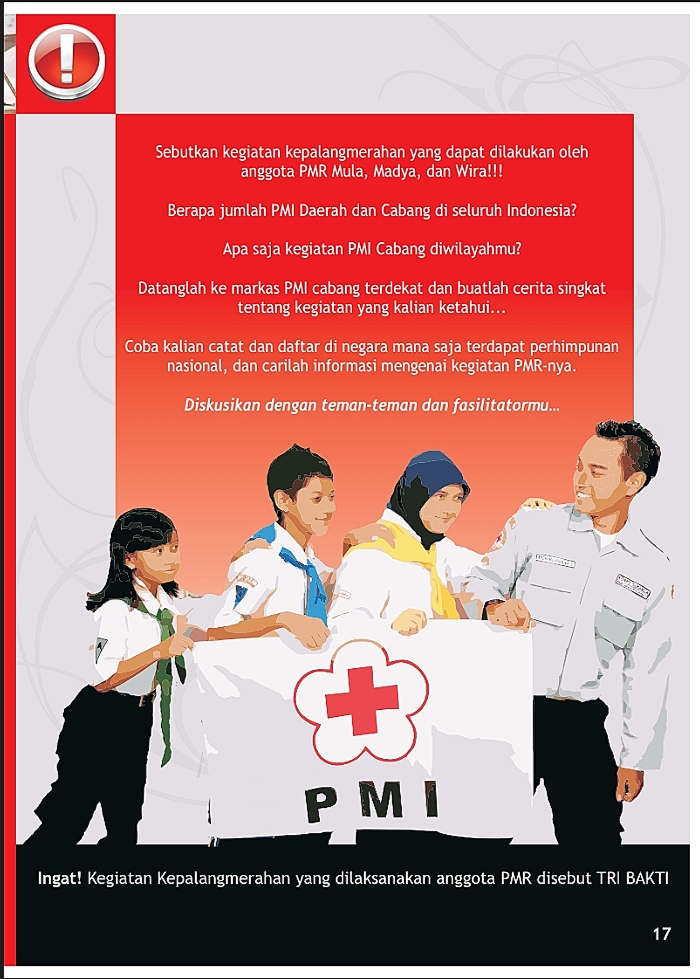 !
Sebutkan kegiatan kepalangmerahan yang dapat dilakukan oleh
anggota PMR Mula, Madya, dan Wira!!!
Berapa jumlah PMI Daerah dan Cabang di seluruh Indonesia?
Apa saja kegiatan PMI Cabang diwilayahmu?
Datanglah ke markas PMI cabang terdekat dan buatlah cerita singkat
tentang kegiatan yang kalian ketahui...
Coba kalian catat dan daftar di negara mana saja terdapat perhimpunan
nasional, dan carilah informasi mengenai kegiatan PMR-nya.
Diskusikan dengan teman-teman dan fasilitatormu…
PMI
Ingat! Kegiatan Kepalangmerahan yang dilaksanakan anggota PMR disebut TRI BAKTI
17